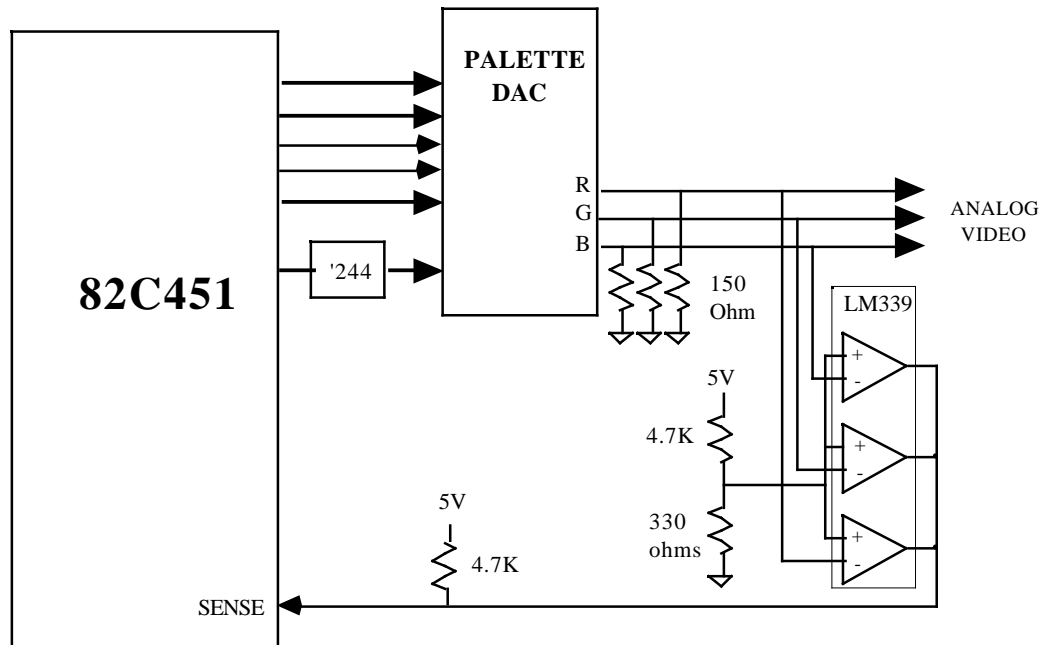 PALETTE
DAC
R
G
B
ANALOG
VIDEO
'244
82C451
150
Ohm
LM339
+
-
5V
4.7K
+
-
330
ohms
+
-
5V
4.7K
SENSE